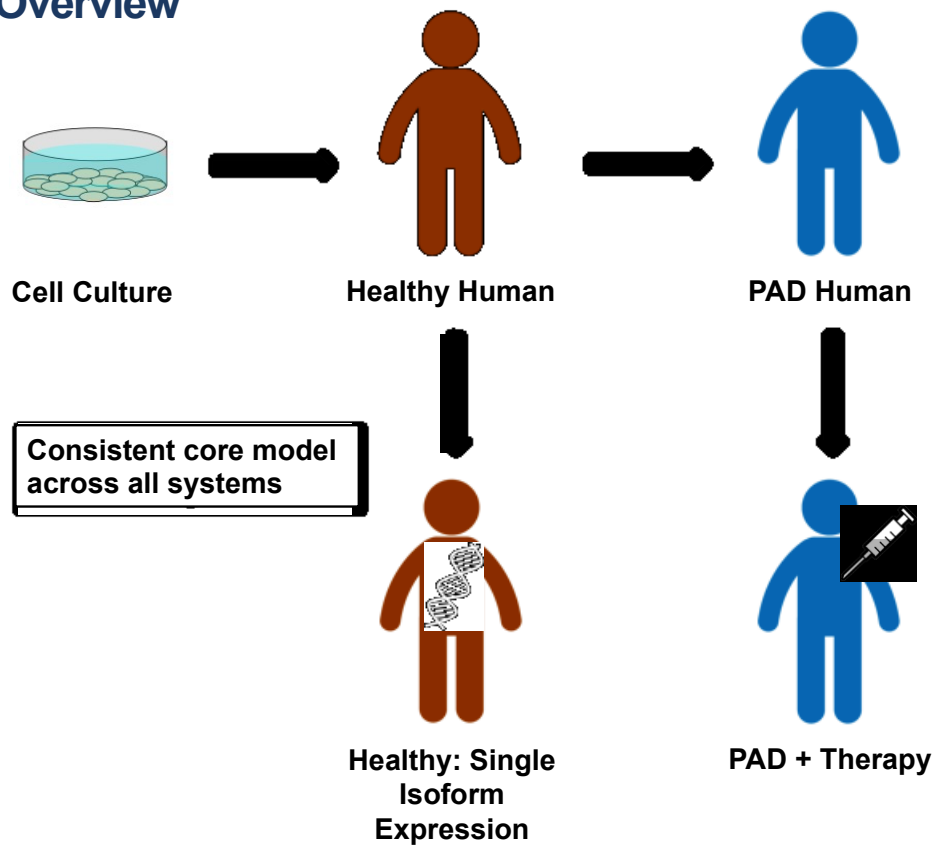 Overview
Cell Culture
Healthy Human
PAD Human
Consistent core model
across all systems
Healthy: Single
Isoform
Expression
PAD + Therapy